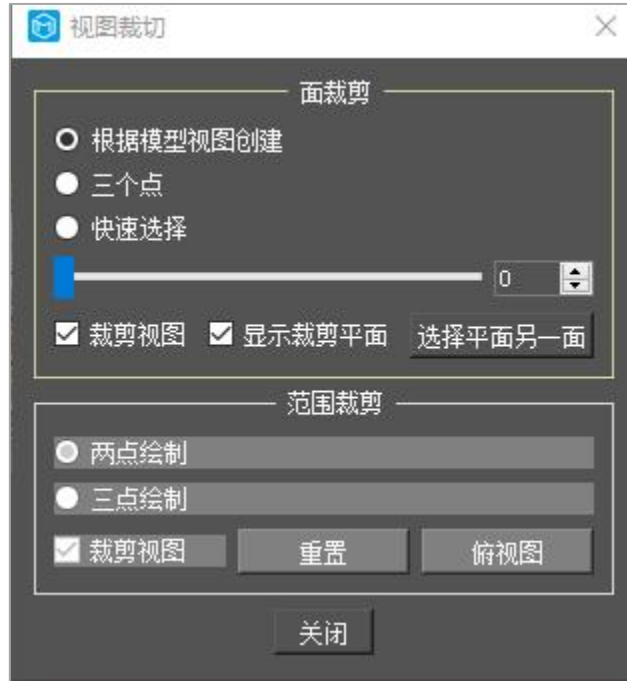 视图裁切
面裁剪
根据模型视图创建
三个点
快速选择
0
裁剪视图 显示裁剪平面 选择平面另一面
范围裁剪
两点绘制
三点绘制
裁剪视图 重置 俯视图
关闭